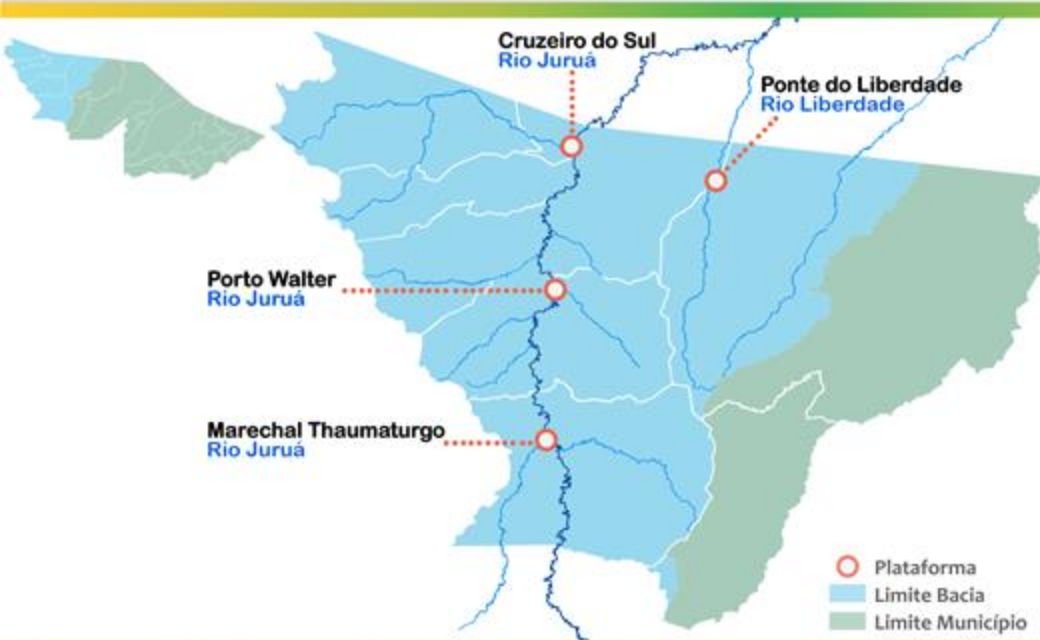 Cruzeiro do Sul
Rio Juruá
Ponte do Liberdade
Rio Liberdade
Porto Walter
Rio Juruá
Marechal Thaumaturgo
Rio Juruá
Plataforma
Limite Bacia
Limite Município